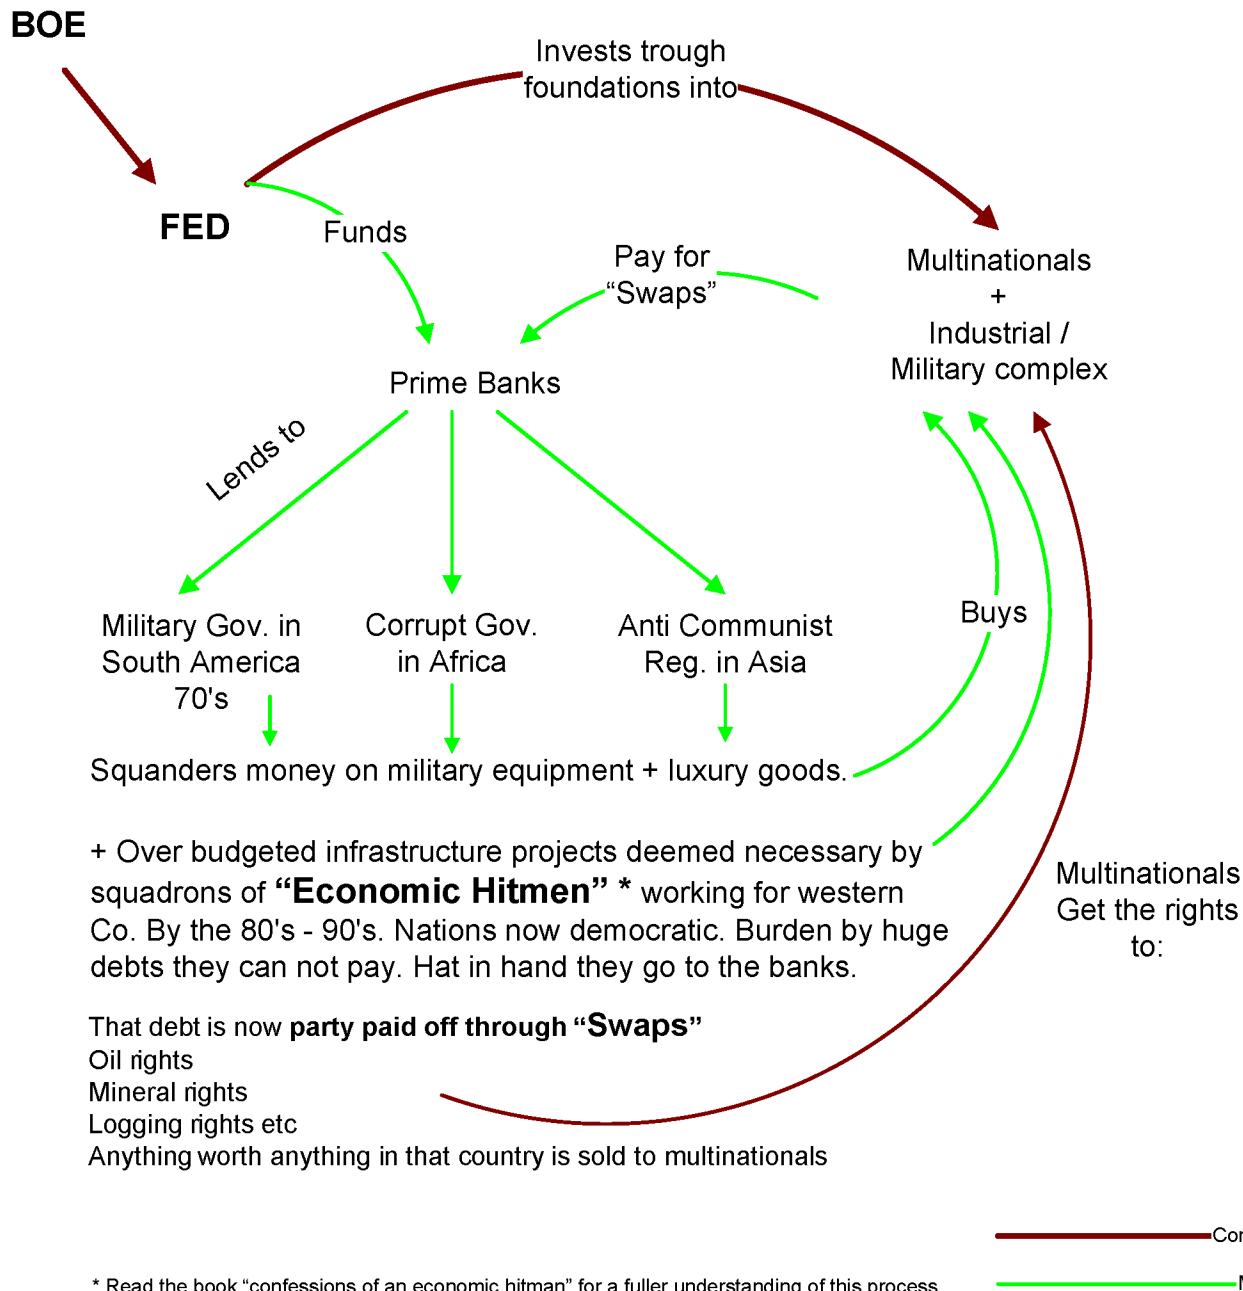 BOE
Invests trough
foundations into
FED
Funds
Pay for
“Swaps”
Multinationals
+
Industrial /
Military complex
Prime Banks
Lends to
Military Gov. in
South America
70's
Corrupt Gov.
in Africa
Anti Communist
Reg. in Asia
Buys
Squanders money on military equipment + luxury goods.
+ Over budgeted infrastructure projects deemed necessary by
squadrons of “Economic Hitmen” * working for western
Co. By the 80's - 90's. Nations now democratic. Burden by huge
debts they can not pay. Hat in hand they go to the banks.
Multinationals
Get the rights
to:
That debt is now party paid off through “Swaps”
Oil rights
Mineral rights
Logging rights etc
Anything worth anything in that country is sold to multinationals
* Read the book “confessions of an economic hitman” for a fuller understanding of this process